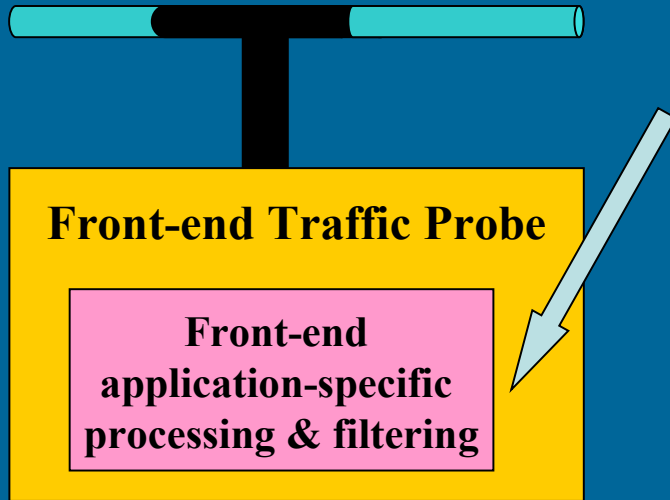 Front-end Traffic Probe
Front-end
application-specific
processing & filtering